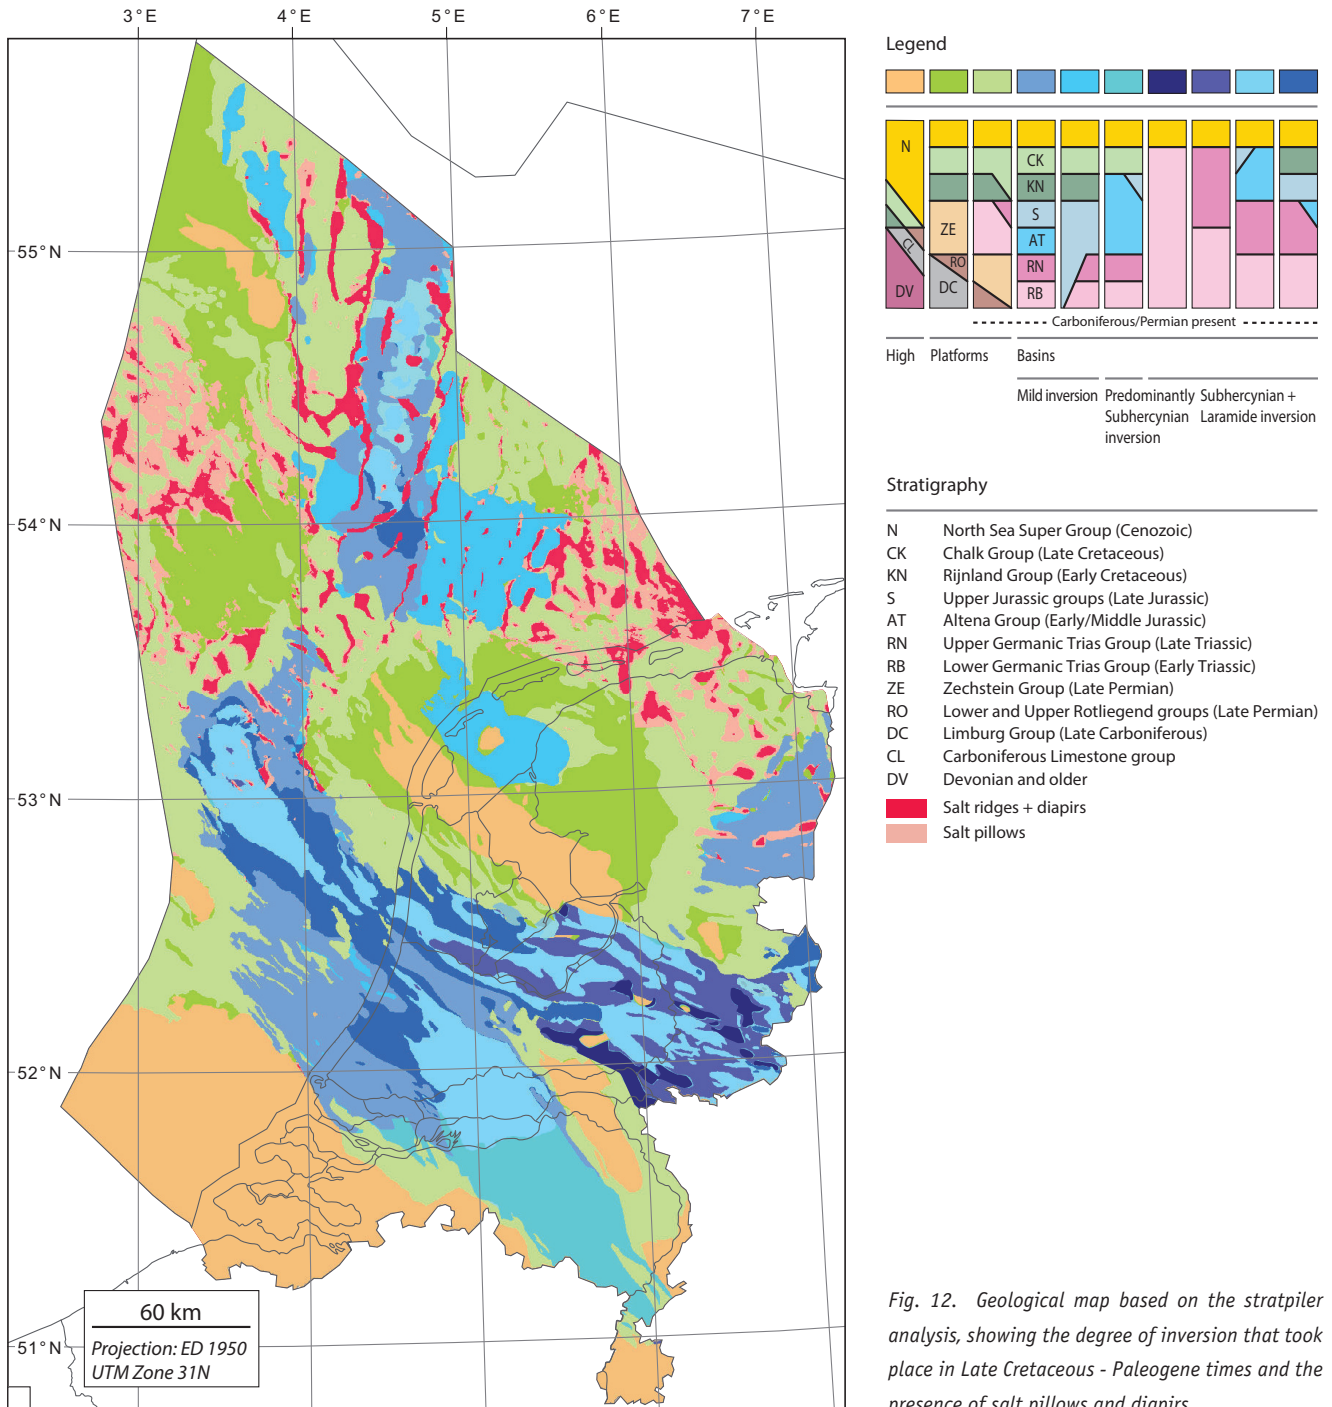 3°E 4°E 5°E 6°E 7°E
55°N
54°N
53°N
52°N
51°N
60 km
Projection: ED 1950
UTM Zone 31N
Legend
N
CL
DV
ZE
RO
DC
CK
KN
S
AT
RN
RB
Carboniferous/Permian present
High Platforms Basins
Mild inversion
Predominantly
Subhercynian
inversion
Subhercynian +
Laramide inversion
Stratigraphy
N North Sea Super Group (Cenozoic)
CK Chalk Group (Late Cretaceous)
KN Rijnland Group (Early Cretaceous)
S Upper Jurassic groups (Late Jurassic)
AT Altena Group (Early/Middle Jurassic)
RN Upper Germanic Trias Group (Late Triassic)
RB Lower Germanic Trias Group (Early Triassic)
ZE Zechstein Group (Late Permian)
RO Lower and Upper Rotliegend groups (Late Permian)
DC Limburg Group (Late Carboniferous)
CL Carboniferous Limestone group
DV Devonian and older
Salt ridges + diapirs
Salt pillows
Fig. 12. Geological map based on the stratpiler
analysis, showing the degree of inversion that took
place in Late Cretaceous - Paleogene times and the
presence of salt pillows and diapirs